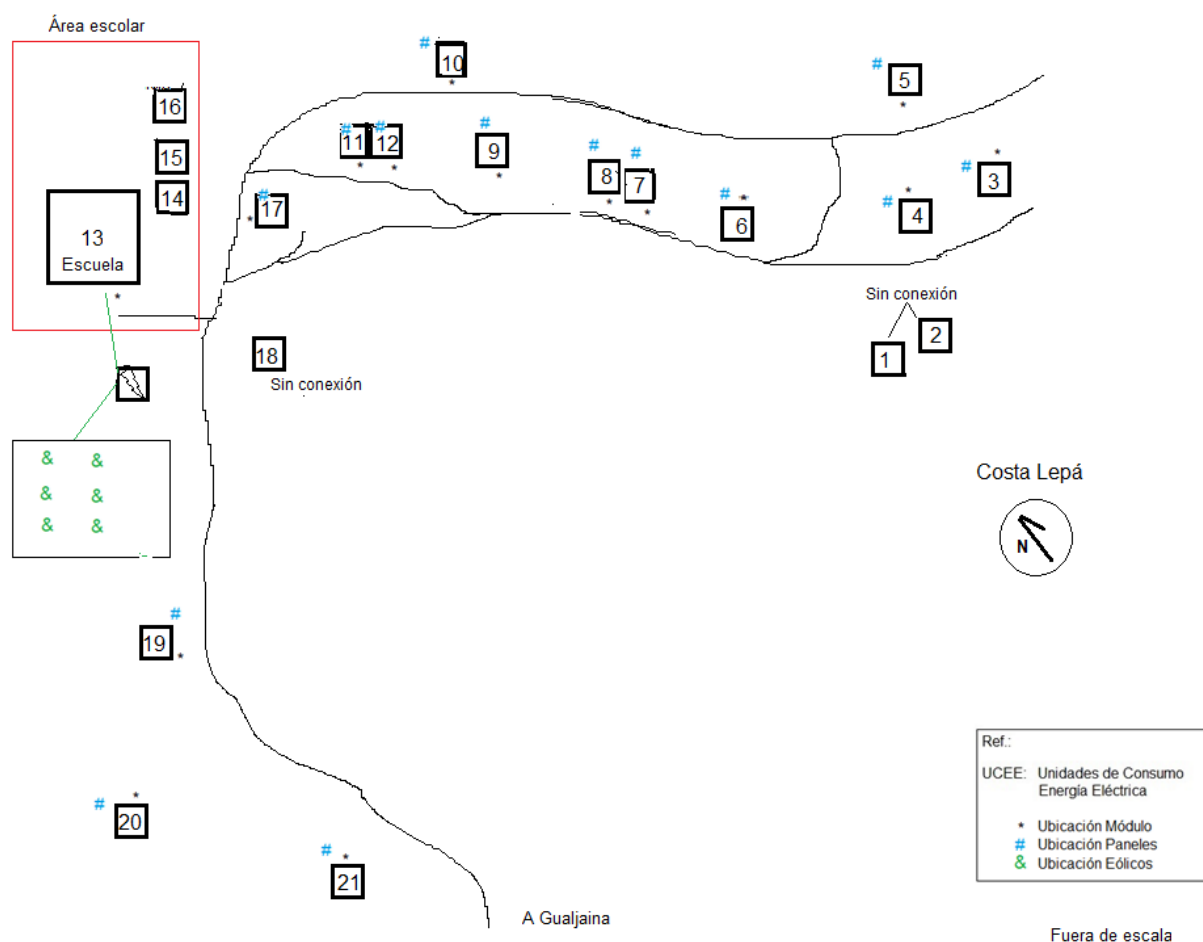 Área escolar
# 10
# 5
16
# 11 # 12
# 9
15
# 8 # 7
* 3
#
14
# 17
# 6 *
# 4 *
13
Escuela
*
Sin conexión
1 2
18
Sin conexión
& &
& &
& &
Costa Lepá
N
#
19
*
Ref.:
UCEE: Unidades de Consumo
Energía Eléctrica
* Ubicación Módulo
# Ubicación Paneles
& Ubicación Eólicos
# *
20
# *
21
A Gualjaina
Fuera de escala